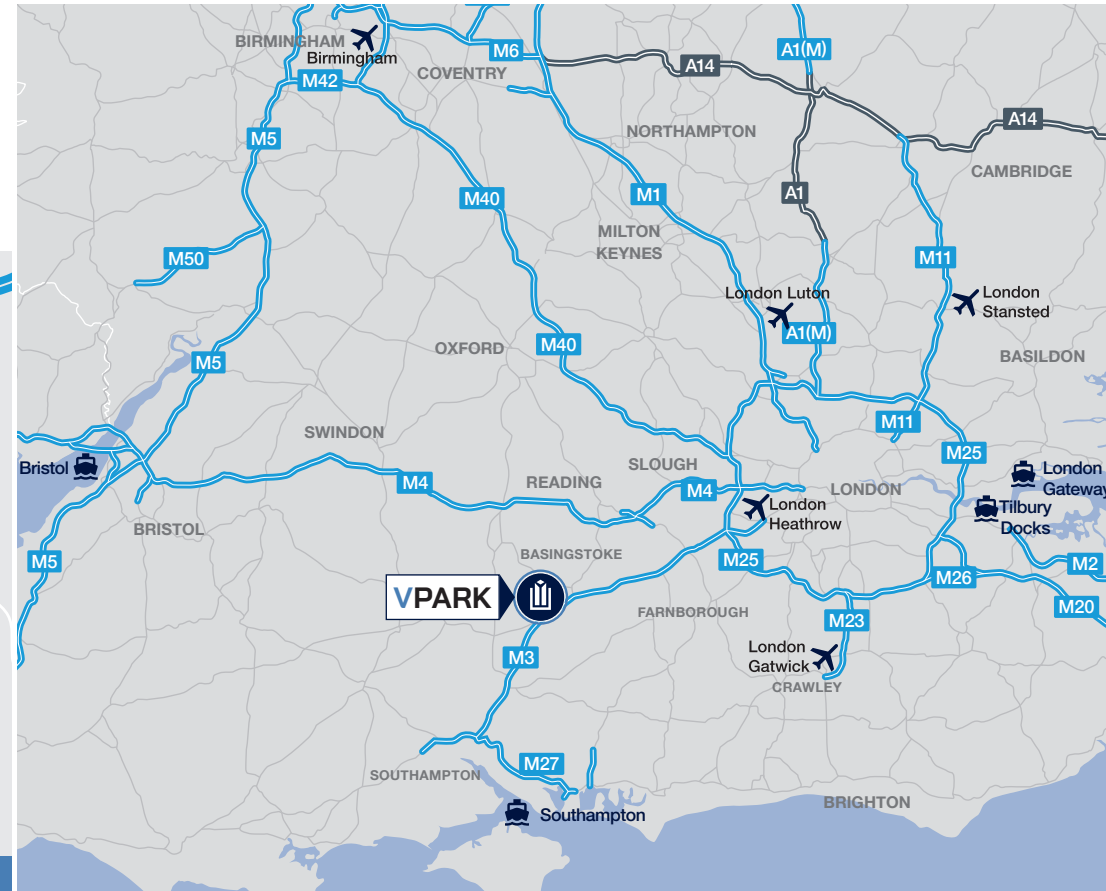 BIRMINGHAM
Birmingham
M6
A1(M)
COVENTRY
A14
M42
A14
M5
NORTHAMPTON
CAMBRIDGE
M40
M1
A1
MILTON
KEYNES
M50
M11
London Luton
London
Stansted
A1(M)
M5
OXFORD
M40
BASILDON
M11
SWINDON
M25
Bristol
SLOUGH
London
Gateway
M4
READING
M4
LONDON
London
Heathrow
Tilbury
Docks
BRISTOL
M5
BASINGSTOKE
M25
M26
M2
VPARK
FARNBOROUGH
M23
M20
M3
London
Gatwick
CRAWLEY
M27
SOUTHAMPTON
Southampton
BRIGHTON